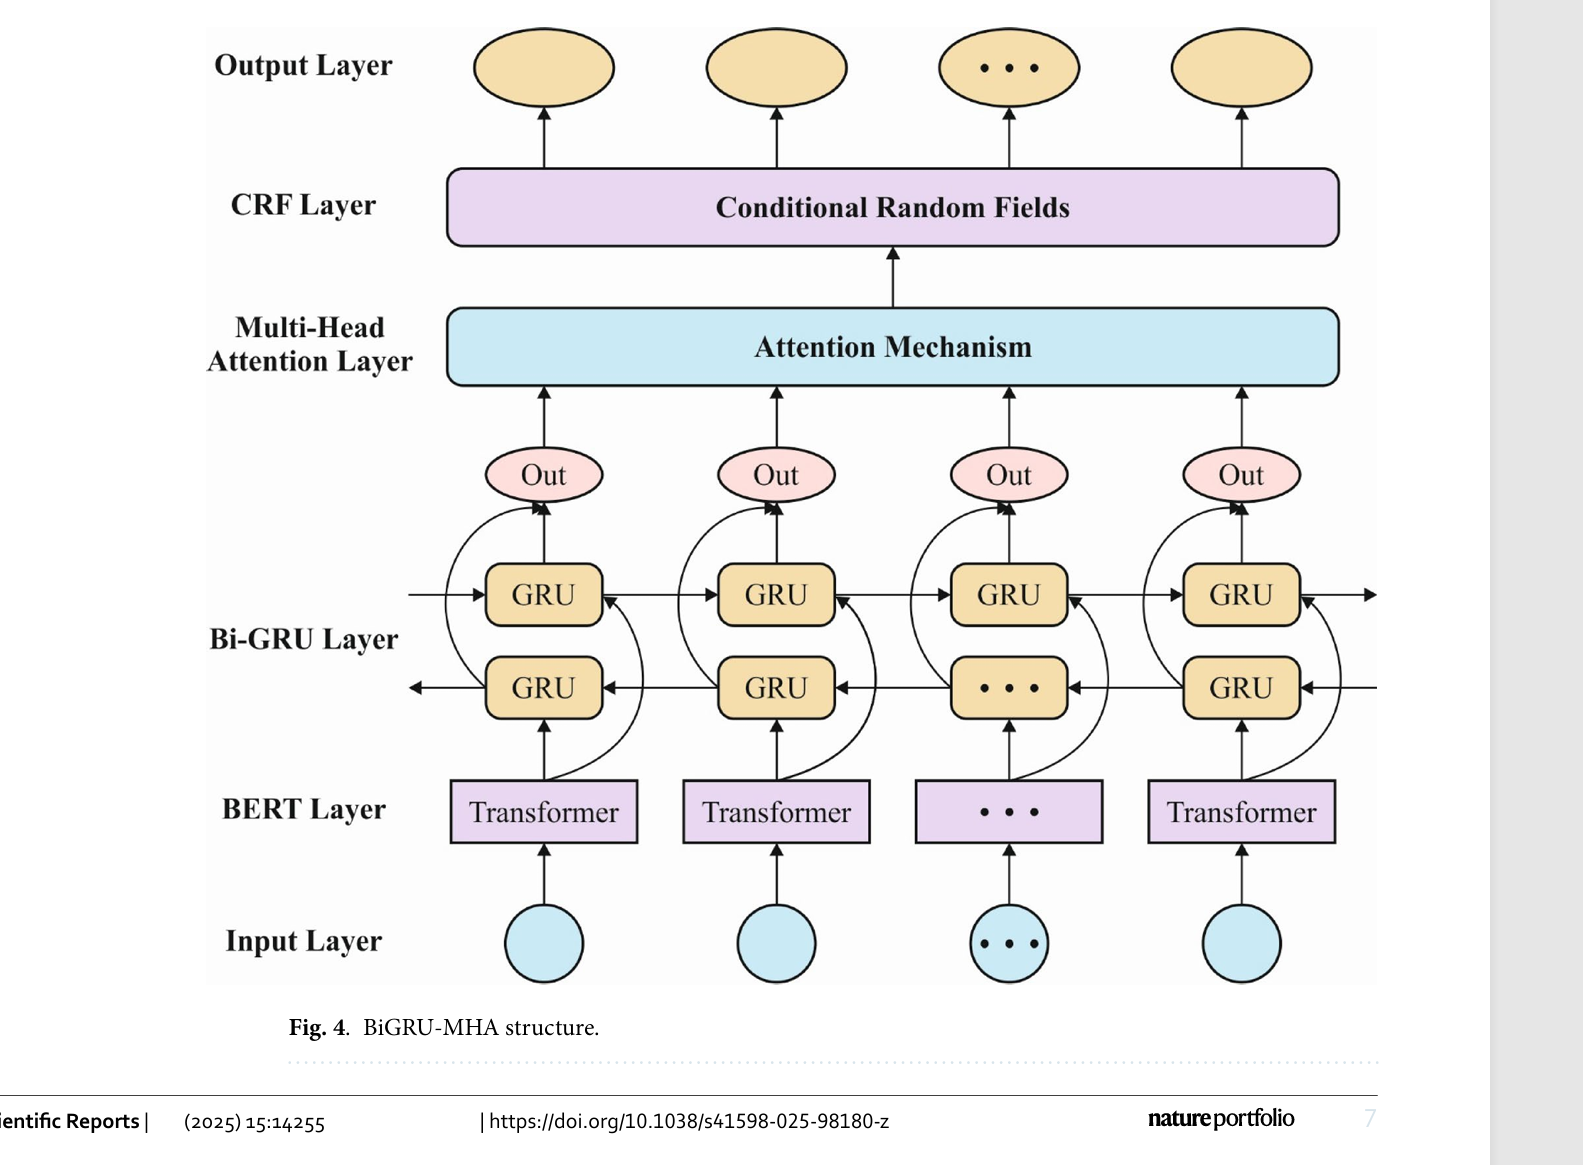 Output Layer
• • •
CRF Layer
Conditional Random Fields
Multi-Head
Attention Layer
Attention Mechanism
Out Out Out Out
GRU GRU GRU GRU
Bi-GRU Layer
GRU GRU • • • GRU
BERT Layer
Transformer Transformer • • • Transformer
Input Layer
• • •
Fig. 4. BiGRU-MHA structure.
ientific Reports | (2025) 15:14255 | https://doi.org/10.1038/s41598-025-98180-z nature portfolio 7